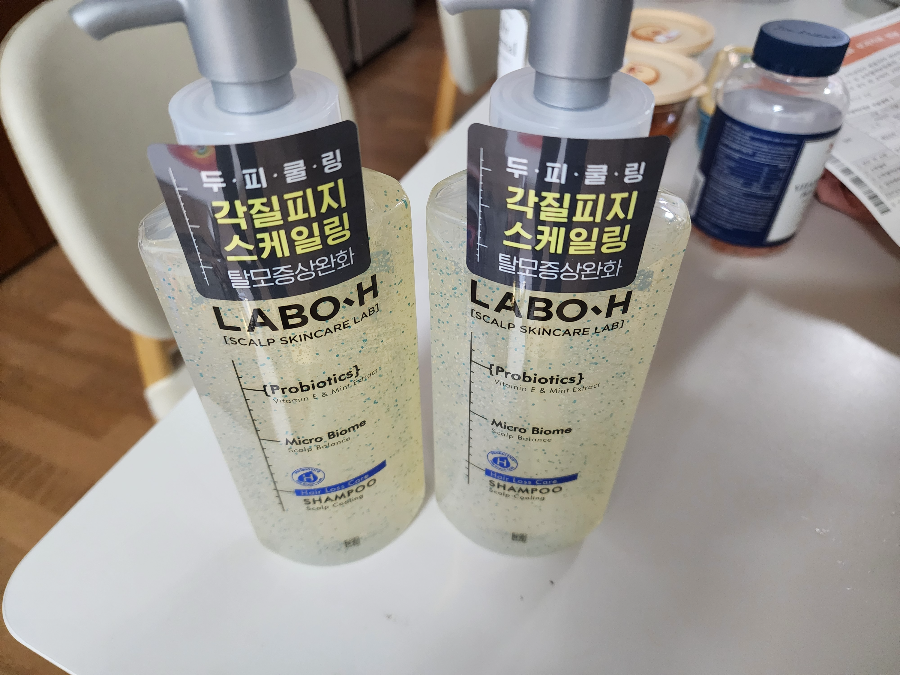 두·피·쿨·링
각질피지
스케일링
탈모증상완화
LABO-H
[SCALP SKINCARE LAB]
{Probiotics}
Vitamin E & Mint Extract
Micro Biome
Scalp Balance
H
Hair Loss Care
SHAMPOO
Scalp Cooling
두·피·쿨·링
각질피지
스케일링
탈모증상완화
LABO-H
[SCALP SKINCARE LAB]
{Probiotics}
Vitamin E & Mint Extract
Micro Biome
Scalp Balance
H
Hair Loss Care
SHAMPOO
Scalp Cooling